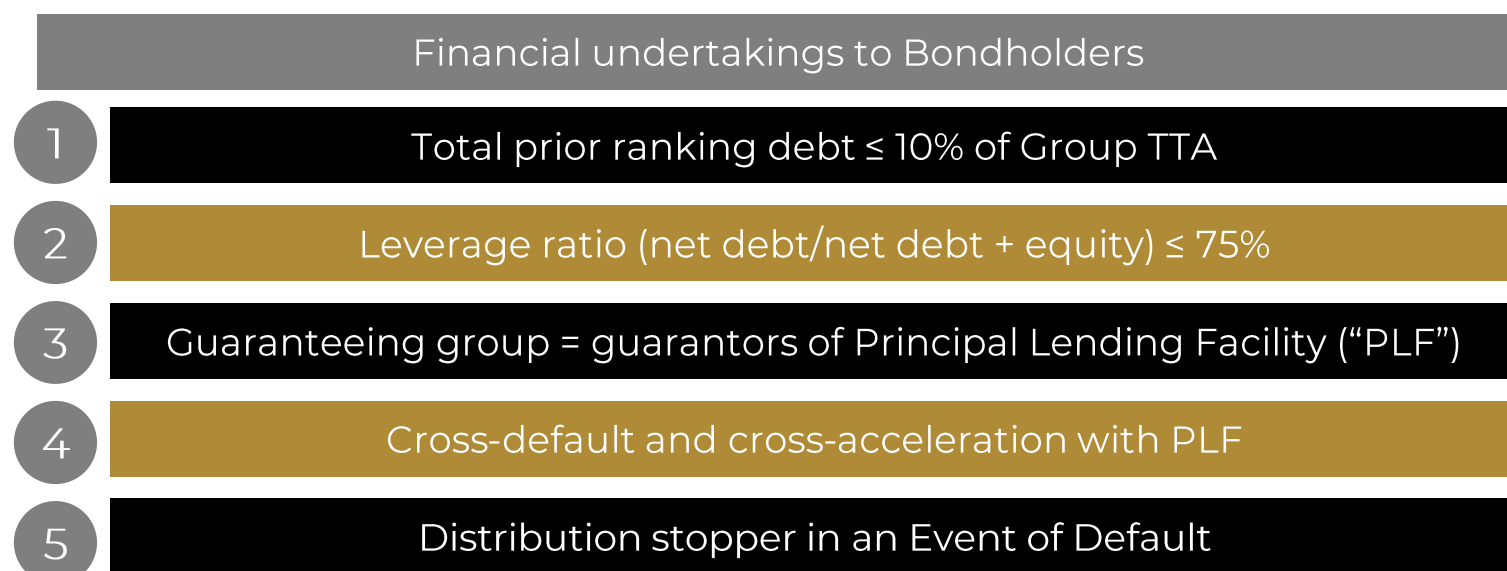 Financial undertakings to Bondholders
1
Total prior ranking debt ≤ 10% of Group TTA
2
Leverage ratio (net debt/net debt + equity) ≤ 75%
3
Guaranteeing group = guarantors of Principal Lending Facility (“PLF”)
4
Cross-default and cross-acceleration with PLF
5
Distribution stopper in an Event of Default